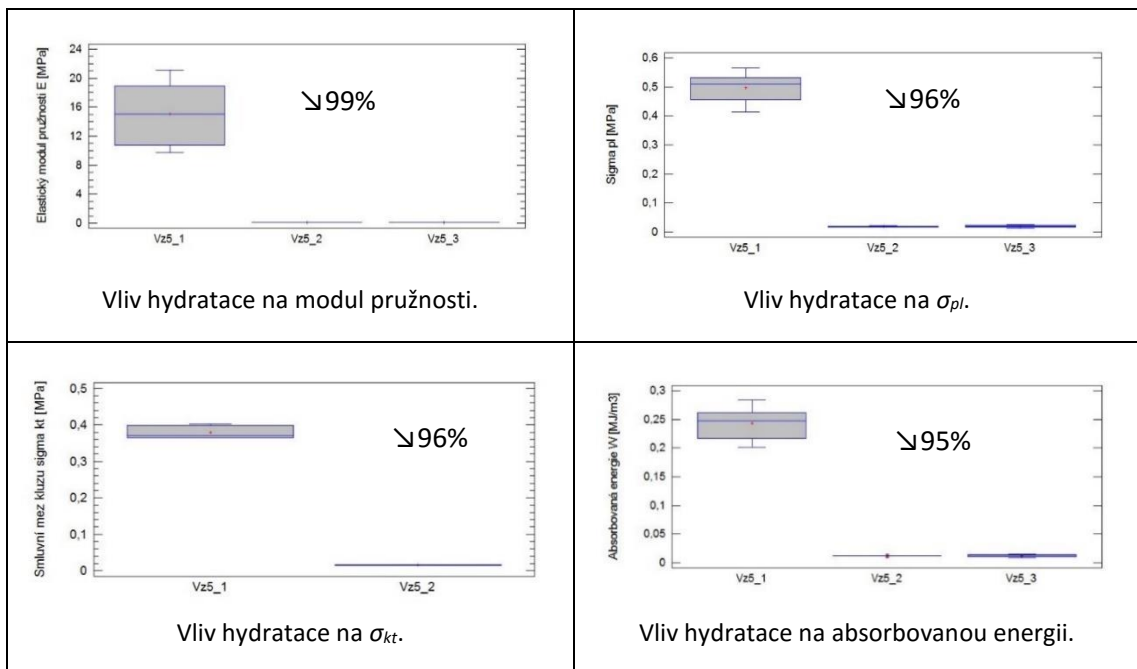 Elastický modul pružnosti E [MPa]
24
20
16
12
8
4
0
↘99%
Vz5_1 Vz5_2 Vz5_3
Vliv hydratace na modul pružnosti.
Sigma pl [MPa]
0,6
0,5
0,4
0,3
0,2
0,1
0
↘96%
Vz5_1 Vz5_2 Vz5_3
Vliv hydratace na σpl.
Smluvní mez kluzu sigma kt [MPa]
0,5
0,4
0,3
0,2
0,1
0
↘96%
Vz5_1 Vz5_2
Vliv hydratace na σkt.
Absorbovaná energie W [MJ/m3]
0,3
0,25
0,2
0,15
0,1
0,05
0
↘95%
Vz5_1 Vz5_2 Vz5_3
Vliv hydratace na absorbovanou energii.